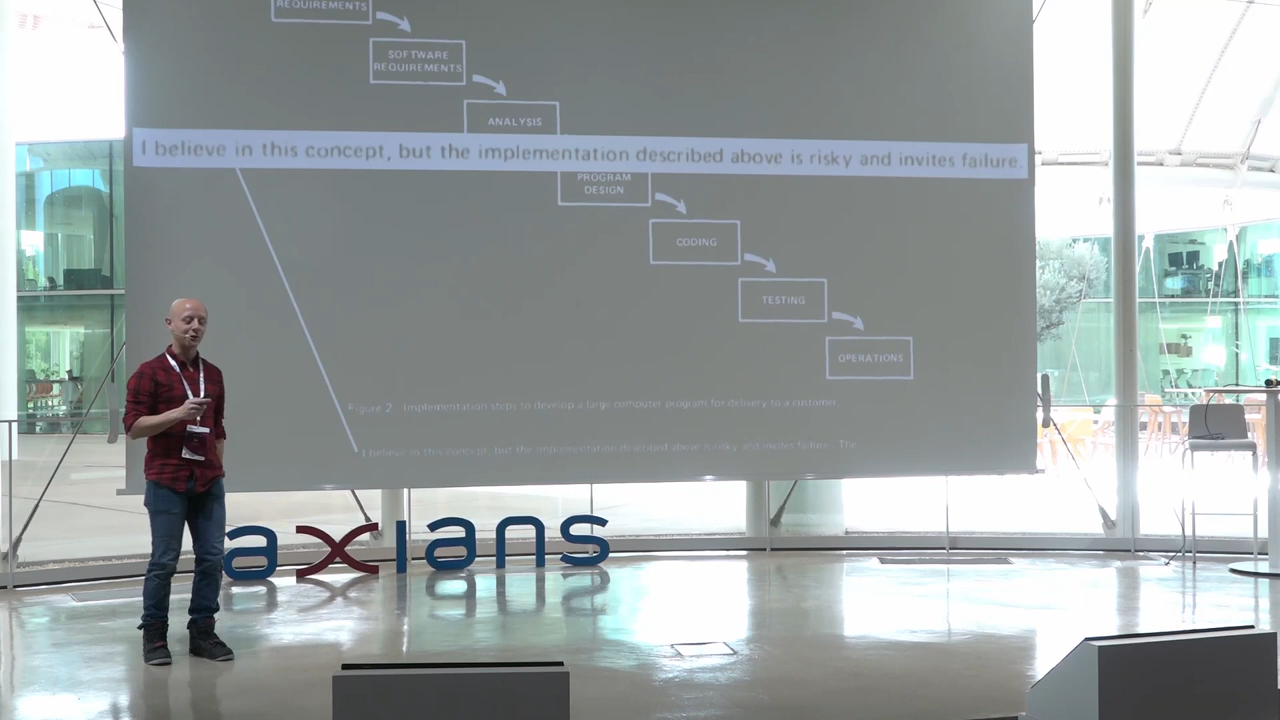 REQUIREMENTS
SOFTWARE
REQUIREMENTS
ANALYSIS
I believe in this concept, but the implementation described above is risky and invites failure.
PROGRAM
DESIGN
CODING
TESTING
OPERATIONS
Figure 2. Implementation steps to develop a large computer program for delivery to a customer.
I believe in this concept, but the implementation described above is risky and invites failure. The
axians